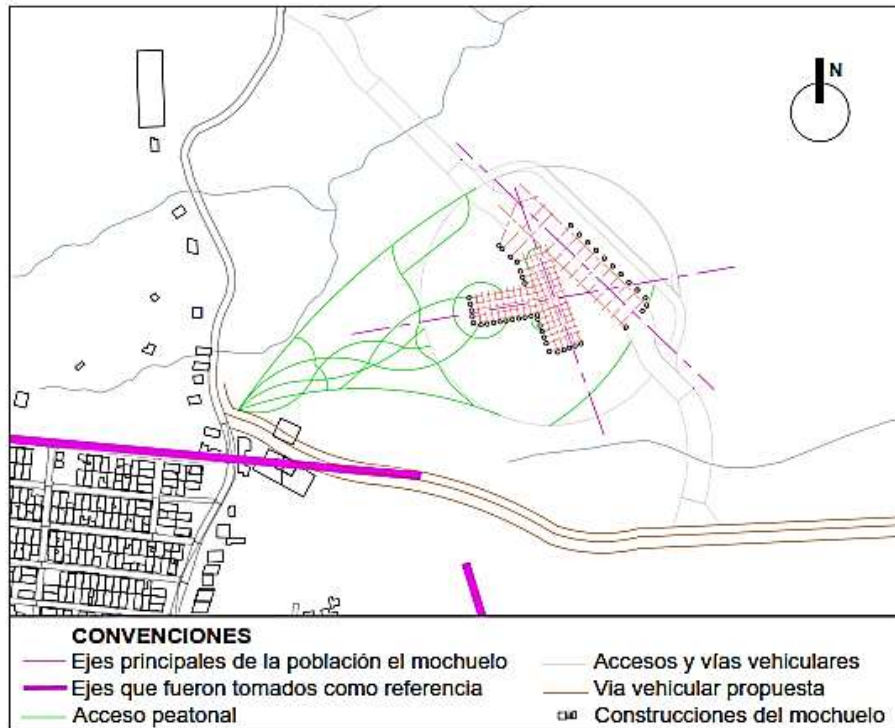 N
CONVENCIONES
Ejes principales de la población el mochuelo
Ejes que fueron tomados como referencia
Acceso peatonal
Accesos y vías vehiculares
Via vehicular propuesta
Construcciones del mochuelo